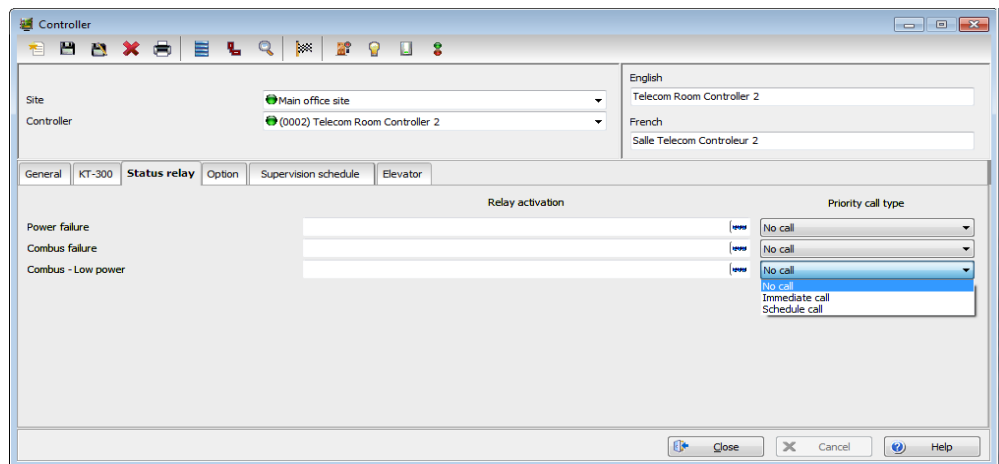 Controller
English
Site
Main office site
Telecom Room Controller 2
Controller
(0002) Telecom Room Controller 2
French
Salle Telecom Controleur 2
General KT-300 Status relay Option Supervision schedule Elevator
Relay activation Priority call type
Power failure No call
Combus failure No call
Combus - Low power No call
No call
Immediate call
Schedule call
Close Cancel Help